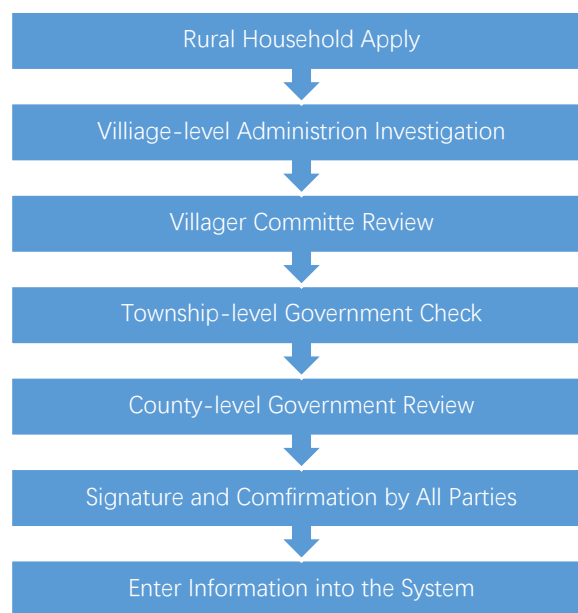 Rural Household Apply
Villiage-level Administrion Investigation
Villager Committe Review
Township-level Government Check
County-level Government Review
Signature and Comfirmation by All Parties
Enter Information into the System